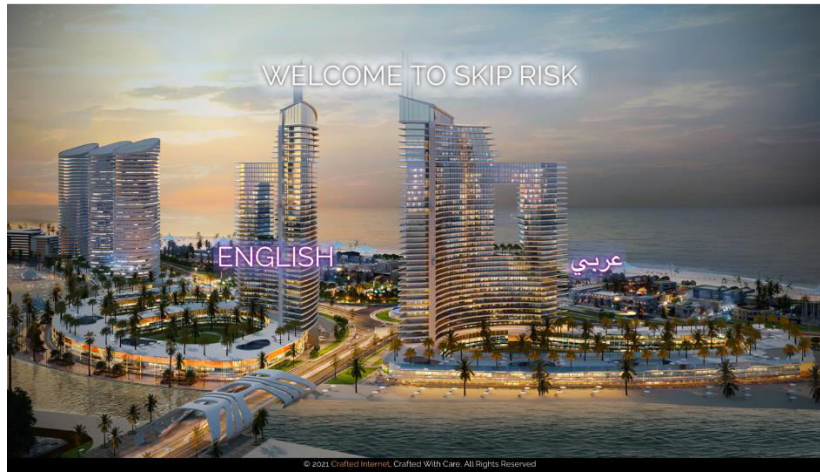 WELCOME TO SKIP RISK
ENGLISH
عربي
© 2021 Crafted Internet, Crafted With Care. All Rights Reserved